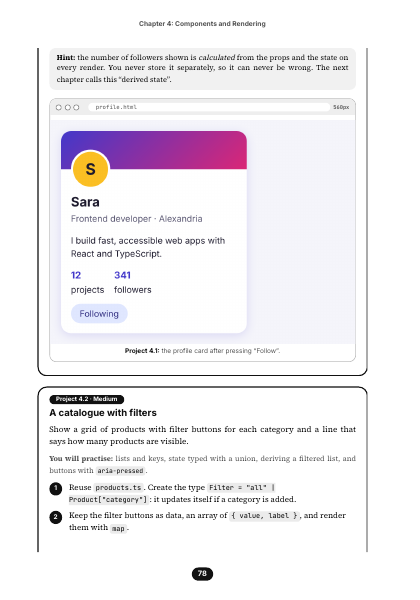 Chapter 4: Components and Rendering
Hint: the number of followers shown is calculated from the props and the state on
every render. You never store it separately, so it can never be wrong. The next
chapter calls this “derived state”.
profile.html
560px
S
Sara
Frontend developer · Alexandria
I build fast, accessible web apps with
React and TypeScript.
12 341
projects followers
Following
Project 4.1: the profile card after pressing “Follow”.
Project 4.2 · Medium
A catalogue with filters
Show a grid of products with filter buttons for each category and a line that
says how many products are visible.
You will practise: lists and keys, state typed with a union, deriving a filtered list, and
buttons with aria-pressed.
1 Reuse products.ts. Create the type Filter = "all" |
Product["category"]: it updates itself if a category is added.
2 Keep the filter buttons as data, an array of { value, label }, and render
them with map.
78